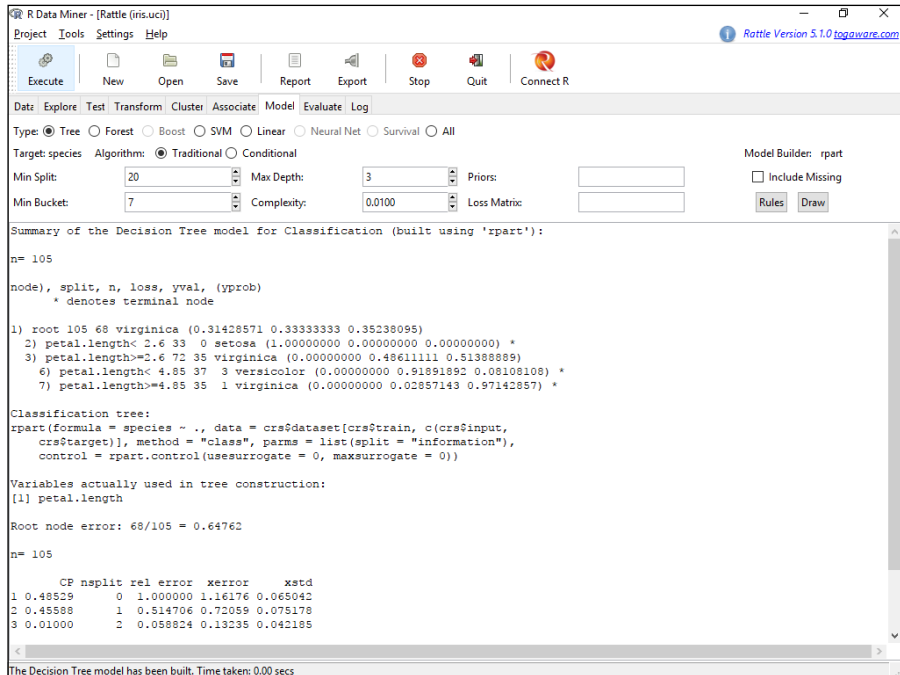 R Data Miner - [Rattle (iris.uci)]
Project Tools Settings Help
Rattle Version 5.1.0 togaware.com
Execute New Open Save Report Export Stop Quit Connect R
Data Explore Test Transform Cluster Associate Model Evaluate Log
Type: Tree Forest Boost SVM Linear Neural Net Survival All
Target: species Algorithm: Traditional Conditional Model Builder: rpart
Min Split: 20 Max Depth: 3 Priors: Include Missing
Min Bucket: 7 Complexity: 0.0100 Loss Matrix: Rules Draw
Summary of the Decision Tree model for Classification (built using 'rpart'):
n= 105
node), split, n, loss, yval, (yprob)
* denotes terminal node
1) root 105 68 virginica (0.31428571 0.33333333 0.35238095)
2) petal.length< 2.6 33 0 setosa (1.00000000 0.00000000 0.00000000) *
3) petal.length>=2.6 72 35 virginica (0.00000000 0.48611111 0.51388889)
6) petal.length< 4.85 37 3 versicolor (0.00000000 0.91891892 0.08108108) *
7) petal.length>=4.85 35 1 virginica (0.00000000 0.02857143 0.97142857) *
Classification tree:
rpart(formula = species ~ ., data = crs$dataset[crs$train, c(crs$input,
crs$target)], method = "class", parms = list(split = "information"),
control = rpart.control(usesurrogate = 0, maxsurrogate = 0))
Variables actually used in tree construction:
[1] petal.length
Root node error: 68/105 = 0.64762
n= 105
CP nsplit rel error xerror xstd
1 0.48529 0 1.000000 1.16176 0.065042
2 0.45588 1 0.514706 0.72059 0.075178
3 0.01000 2 0.058824 0.13235 0.042185
The Decision Tree model has been built. Time taken: 0.00 secs